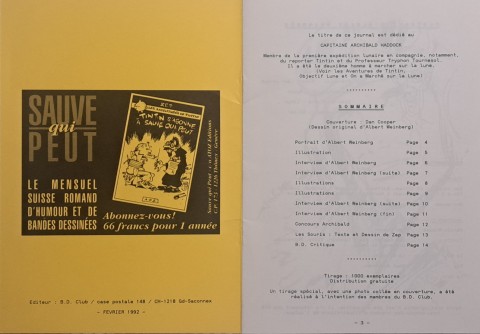 SAUVE
qui
PEUT
LE MENSUEL
SUISSE ROMAND
D'HUMOUR ET DE
BANDES DESSINÉES
TINTIN S'ABONNE
À SAUVE QUI PEUT
Abonnez-vous!
66 francs pour 1 année
Editeur : B.D. Club / case postale 148 / CH-1218 Gd-Saconnex
- FEVRIER 1992 -
Le titre de ce journal est dédié au
CAPITAINE ARCHIBALD HADDOCK
Membre de la première expédition lunaire en compagnie, notamment,
du reporter Tintin et du Professeur Tryphon Tournesol.
Il a été le deuxième homme à marcher sur la lune.
(Voir les Aventures de Tintin,
Objectif Lune et On a Marché sur la lune)
SOMMAIRE
Couverture : Dan Cooper
(Dessin original d'Albert Weinberg)
Portrait d'Albert Weinberg Page 4
Illustration Page 5
Interview d'Albert Weinberg Page 6
Interview d'Albert Weinberg (suite) Page 7
Illustrations Page 8
Illustrations Page 9
Interview d'Albert Weinberg (suite) Page 10
Interview d'Albert Weinberg (fin) Page 11
Concours Archibald Page 12
Les Souris : Texte et Dessin de Zep Page 13
B.D. Critique Page 14
Tirage : 1000 exemplaires
Distribution gratuite
Un tirage spécial, avec une photo collée en couverture, a été
réalisé à l'intention des membres du B.D. Club.
- 3 -